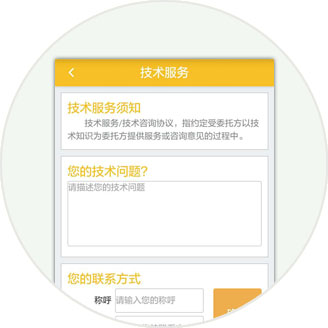 技术服务
技术服务须知
技术服务/技术咨询协议，指约定受委托方以技
术知识为委托方提供服务或咨询意见的过程中。
您的技术问题?
请描述您的技术问题
您的联系方式
称呼 请输入您的称呼